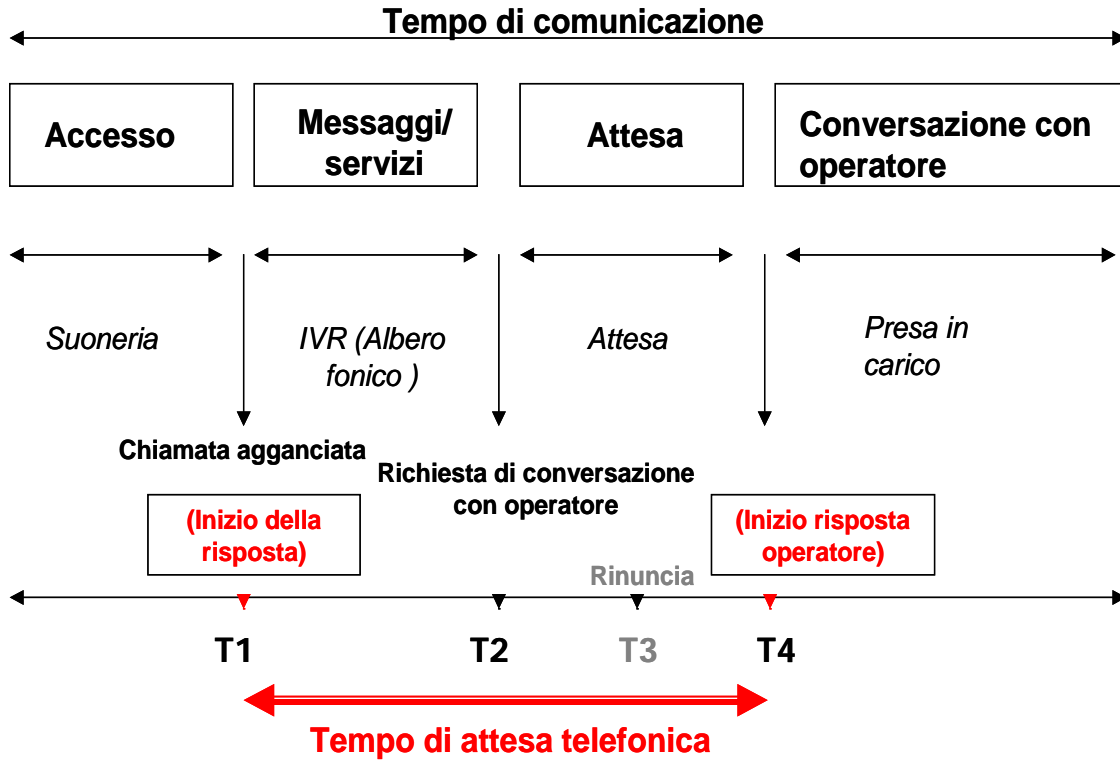 Tempo di comunicazione
Accesso
Messaggi/
servizi
Attesa
Conversazione con
operatore
Suoneria
IVR (Albero
fonico )
Attesa
Presa in
carico
Chiamata agganciata
Richiesta di conversazione
con operatore
(Inizio della
risposta)
(Inizio risposta
operatore)
Rinuncia
T1
T2
T3
T4
Tempo di attesa telefonica